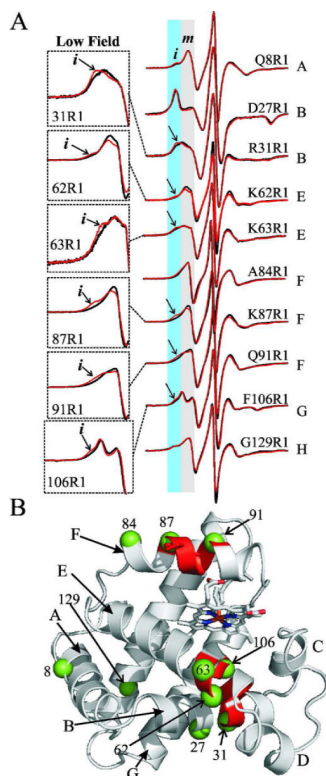 A
Low Field
i
31R1
i
62R1
i
63R1
i
87R1
i
91R1
i
106R1
i m
Q8R1 A
D27R1 B
R31R1 B
K62R1 E
K63R1 E
A84R1 F
K87R1 F
Q91R1 F
F106R1 G
G129R1 H
B
84 87 91
F
E
129
A
8
63
106
C
B
62
27
31
D
G